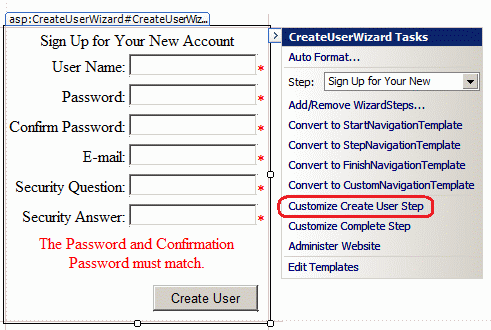 asp:CreateUserWizard#CreateUserWiz...
Sign Up for Your New Account
User Name: *
Password: *
Confirm Password: *
E-mail: *
Security Question: *
Security Answer: *
The Password and Confirmation
Password must match.
Create User
CreateUserWizard Tasks
Auto Format...
Step: Sign Up for Your New
Add/Remove WizardSteps...
Convert to StartNavigationTemplate
Convert to StepNavigationTemplate
Convert to FinishNavigationTemplate
Convert to CustomNavigationTemplate
Customize Create User Step
Customize Complete Step
Administer Website
Edit Templates